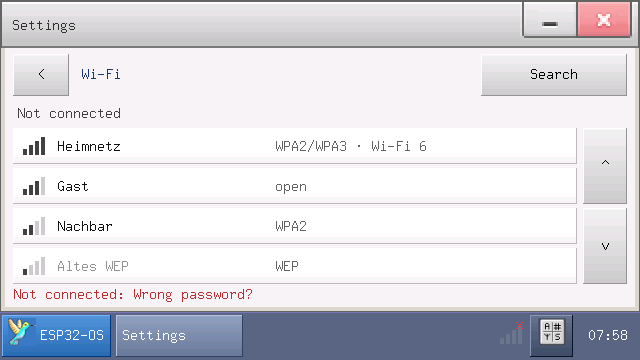 Settings
< Wi-Fi Search
Not connected
Heimnetz WPA2/WPA3 · Wi-Fi 6
Gast open
Nachbar WPA2
Altes WEP WEP
Not connected: Wrong password?
ESP32-OS Settings A # T S 07:58